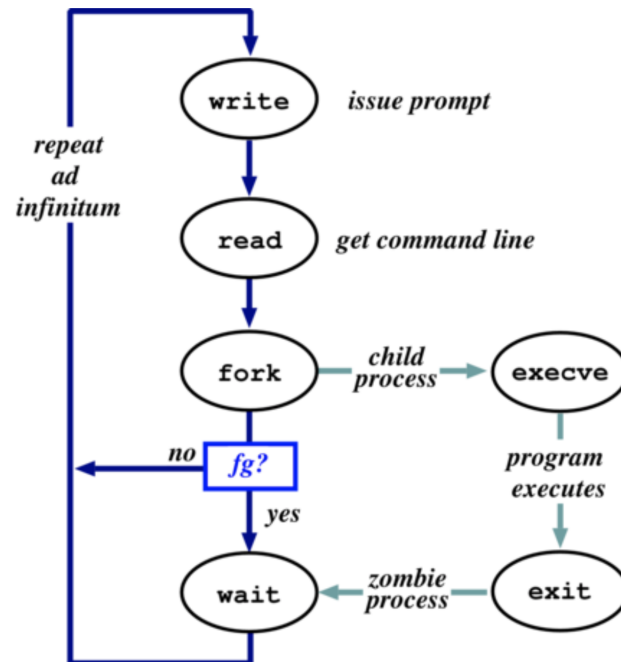 write
issue prompt
repeat
ad
infinitum
read
get command line
fork
child
process
execve
no
fg?
yes
program
executes
wait
zombie
process
exit